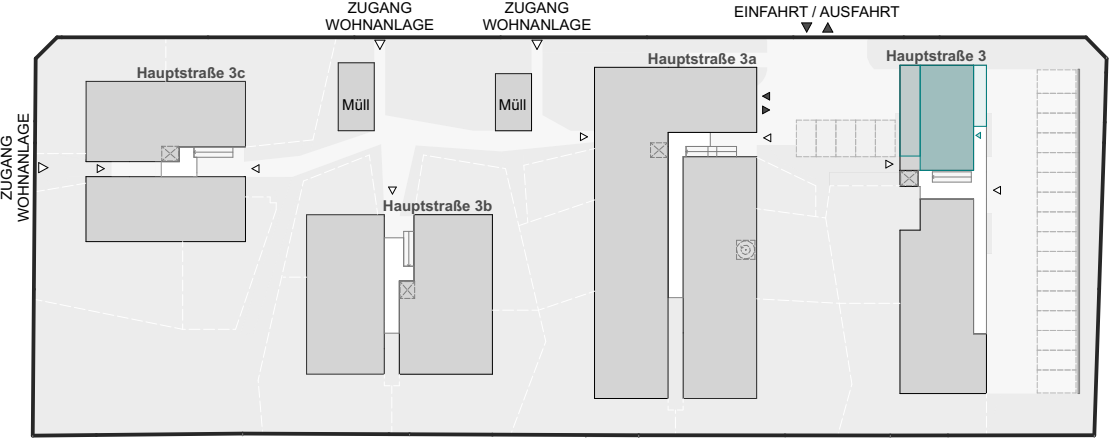 ZUGANG
WOHNANLAGE
ZUGANG
WOHNANLAGE
EINFAHRT / AUSFAHRT
Hauptstraße 3c
Hauptstraße 3a
Hauptstraße 3
Müll
Müll
ZUGANG
WOHNANLAGE
Hauptstraße 3b